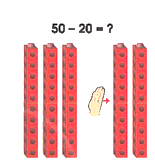 50 – 20 = ?